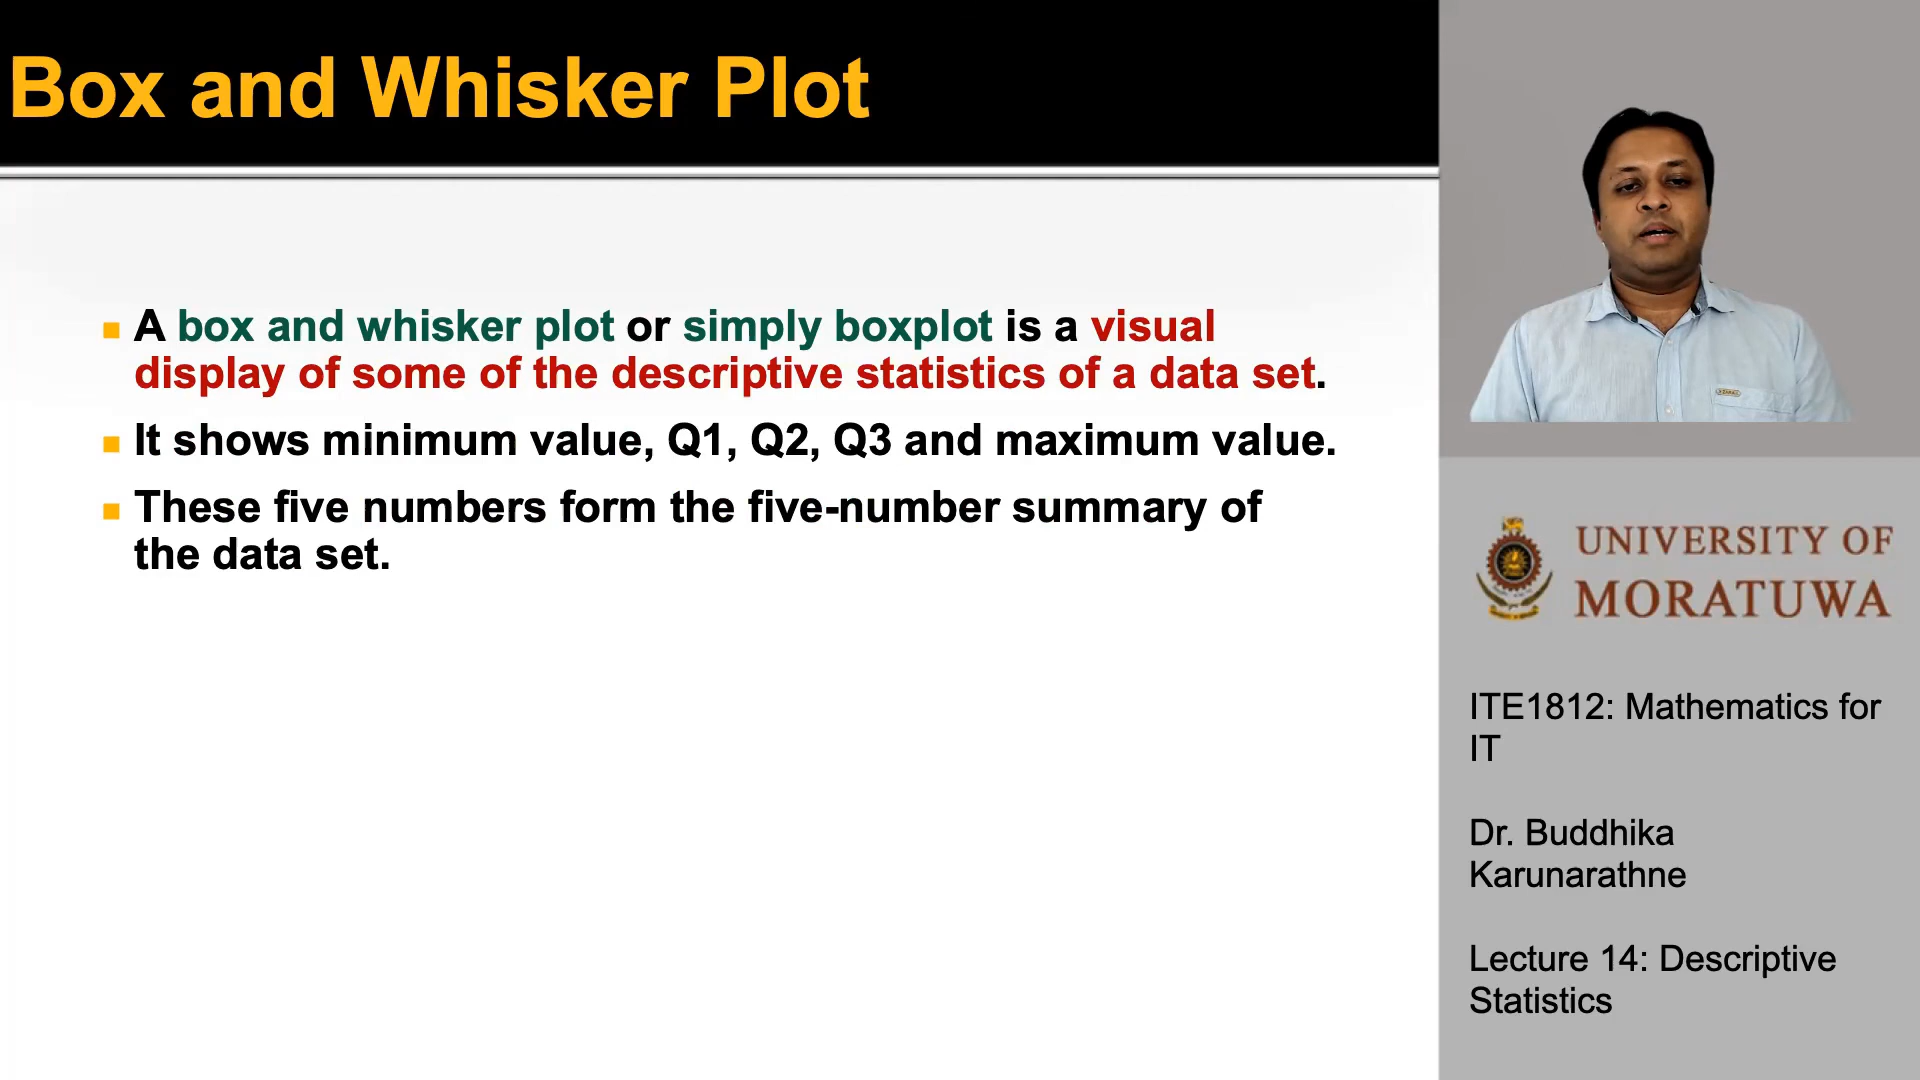 Box and Whisker Plot
A box and whisker plot or simply boxplot is a visual
display of some of the descriptive statistics of a data set.
It shows minimum value, Q1, Q2, Q3 and maximum value.
These five numbers form the five-number summary of
the data set.
UNIVERSITY OF
MORATUWA
ITE1812: Mathematics for
IT
Dr. Buddhika
Karunarathne
Lecture 14: Descriptive
Statistics